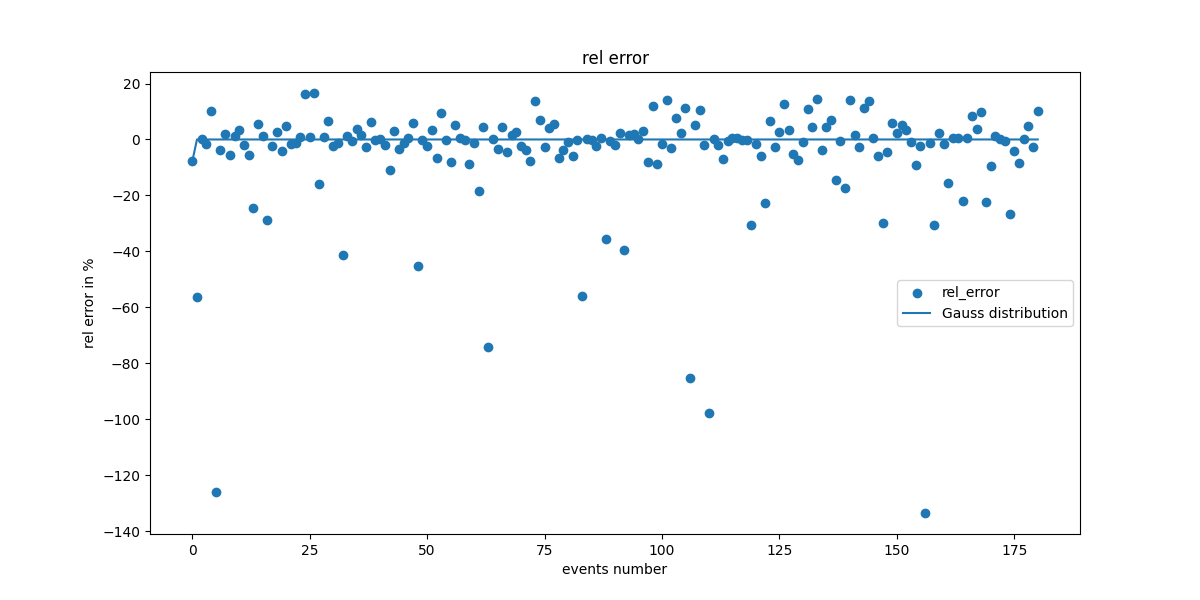 rel error
20
0
−20
−40
−60
−80
−100
−120
−140
rel error in %
rel_error
Gauss distribution
0 25 50 75 100 125 150 175
events number